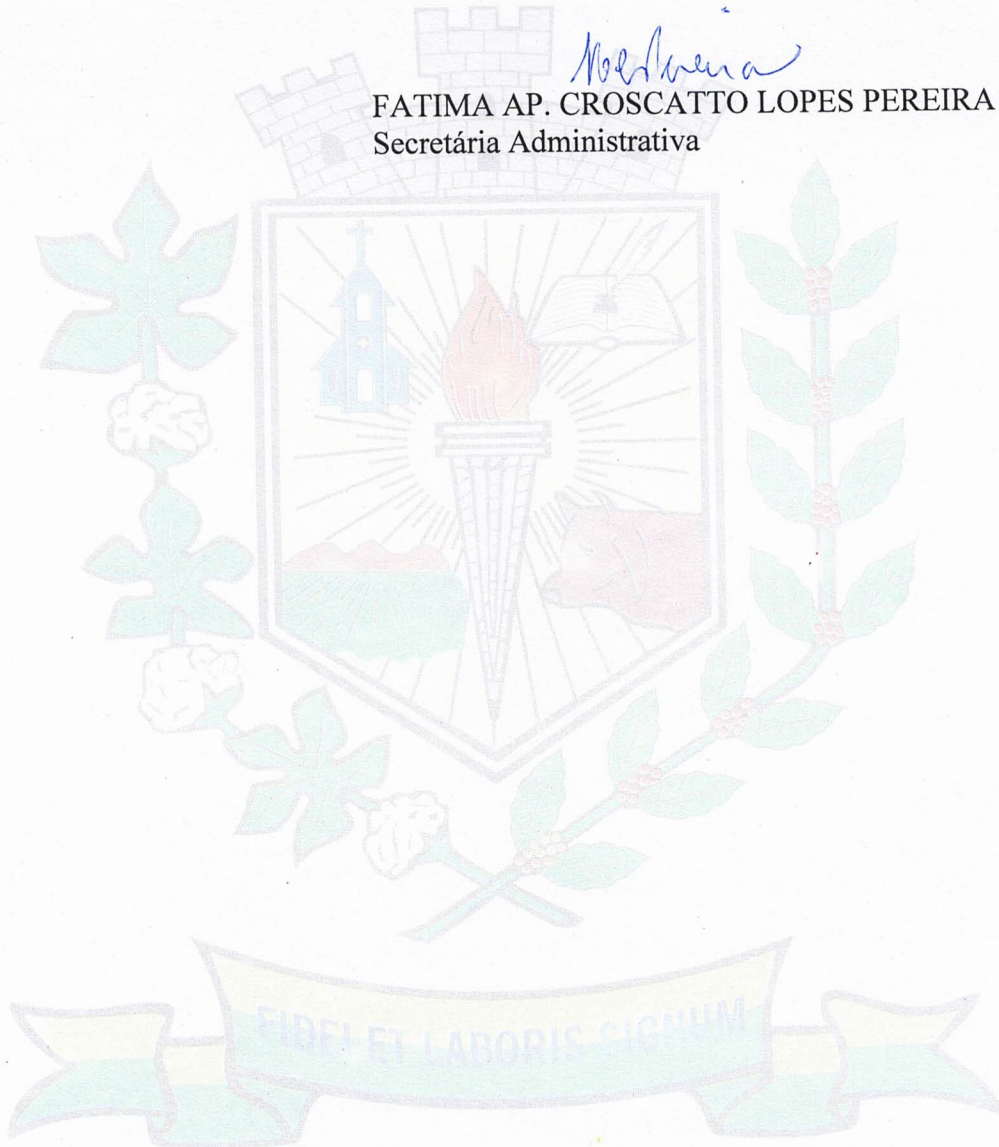 FATIMA AP. CROSCATTO LOPES PEREIRA
Secretária Administrativa
FIDEI ET LABORIS SIGNUM